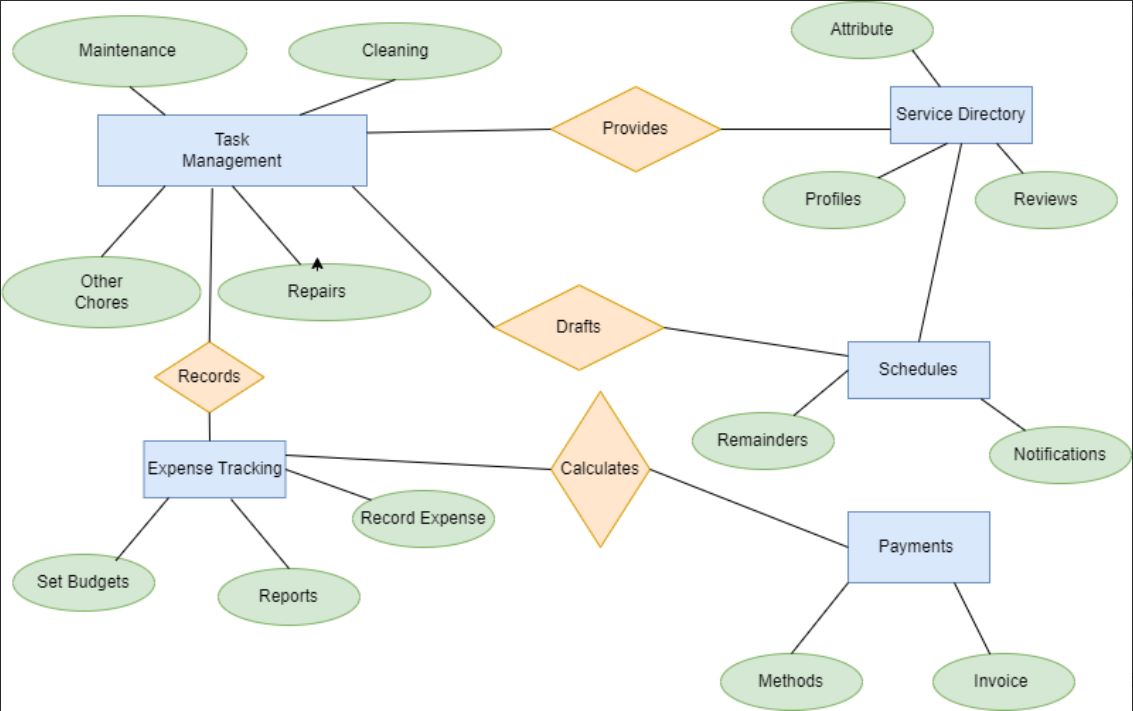 Maintenance
Cleaning
Attribute
Task
Management
Provides
Service Directory
Profiles
Reviews
Other
Chores
Repairs
Drafts
Records
Schedules
Remainders
Notifications
Expense Tracking
Calculates
Record Expense
Payments
Set Budgets
Reports
Methods
Invoice